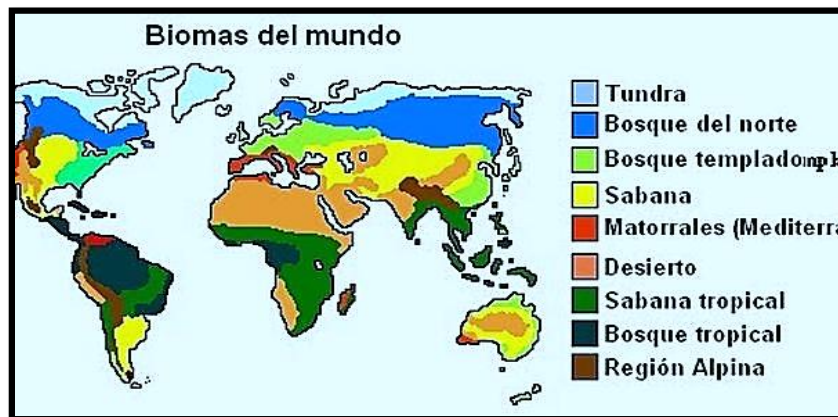 Biomas del mundo
Tundra
Bosque del norte
Bosque templado
Sabana
Matorrales (Mediterra
Desierto
Sabana tropical
Bosque tropical
Región Alpina